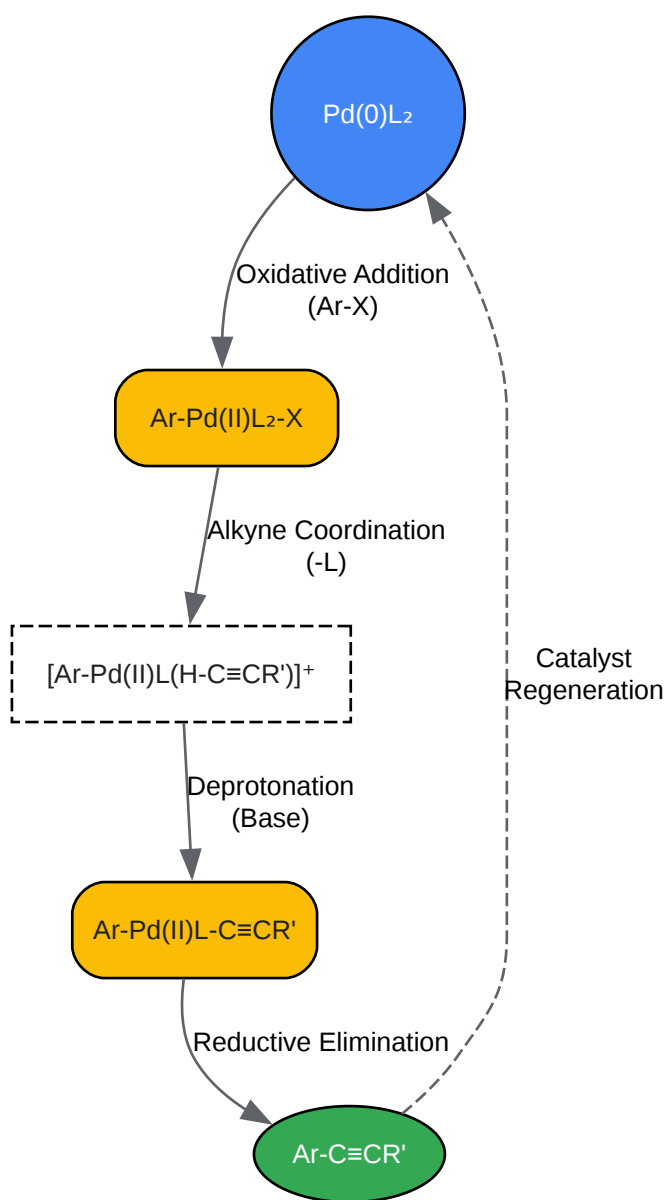 Pd(0)L₂
Oxidative Addition
(Ar-X)
Ar-Pd(II)L₂-X
Alkyne Coordination
(-L)
[Ar-Pd(II)L(H-C≡CR')]⁺
Catalyst
Regeneration
Deprotonation
(Base)
Ar-Pd(II)L-C≡CR'
Reductive Elimination
Ar-C≡CR'